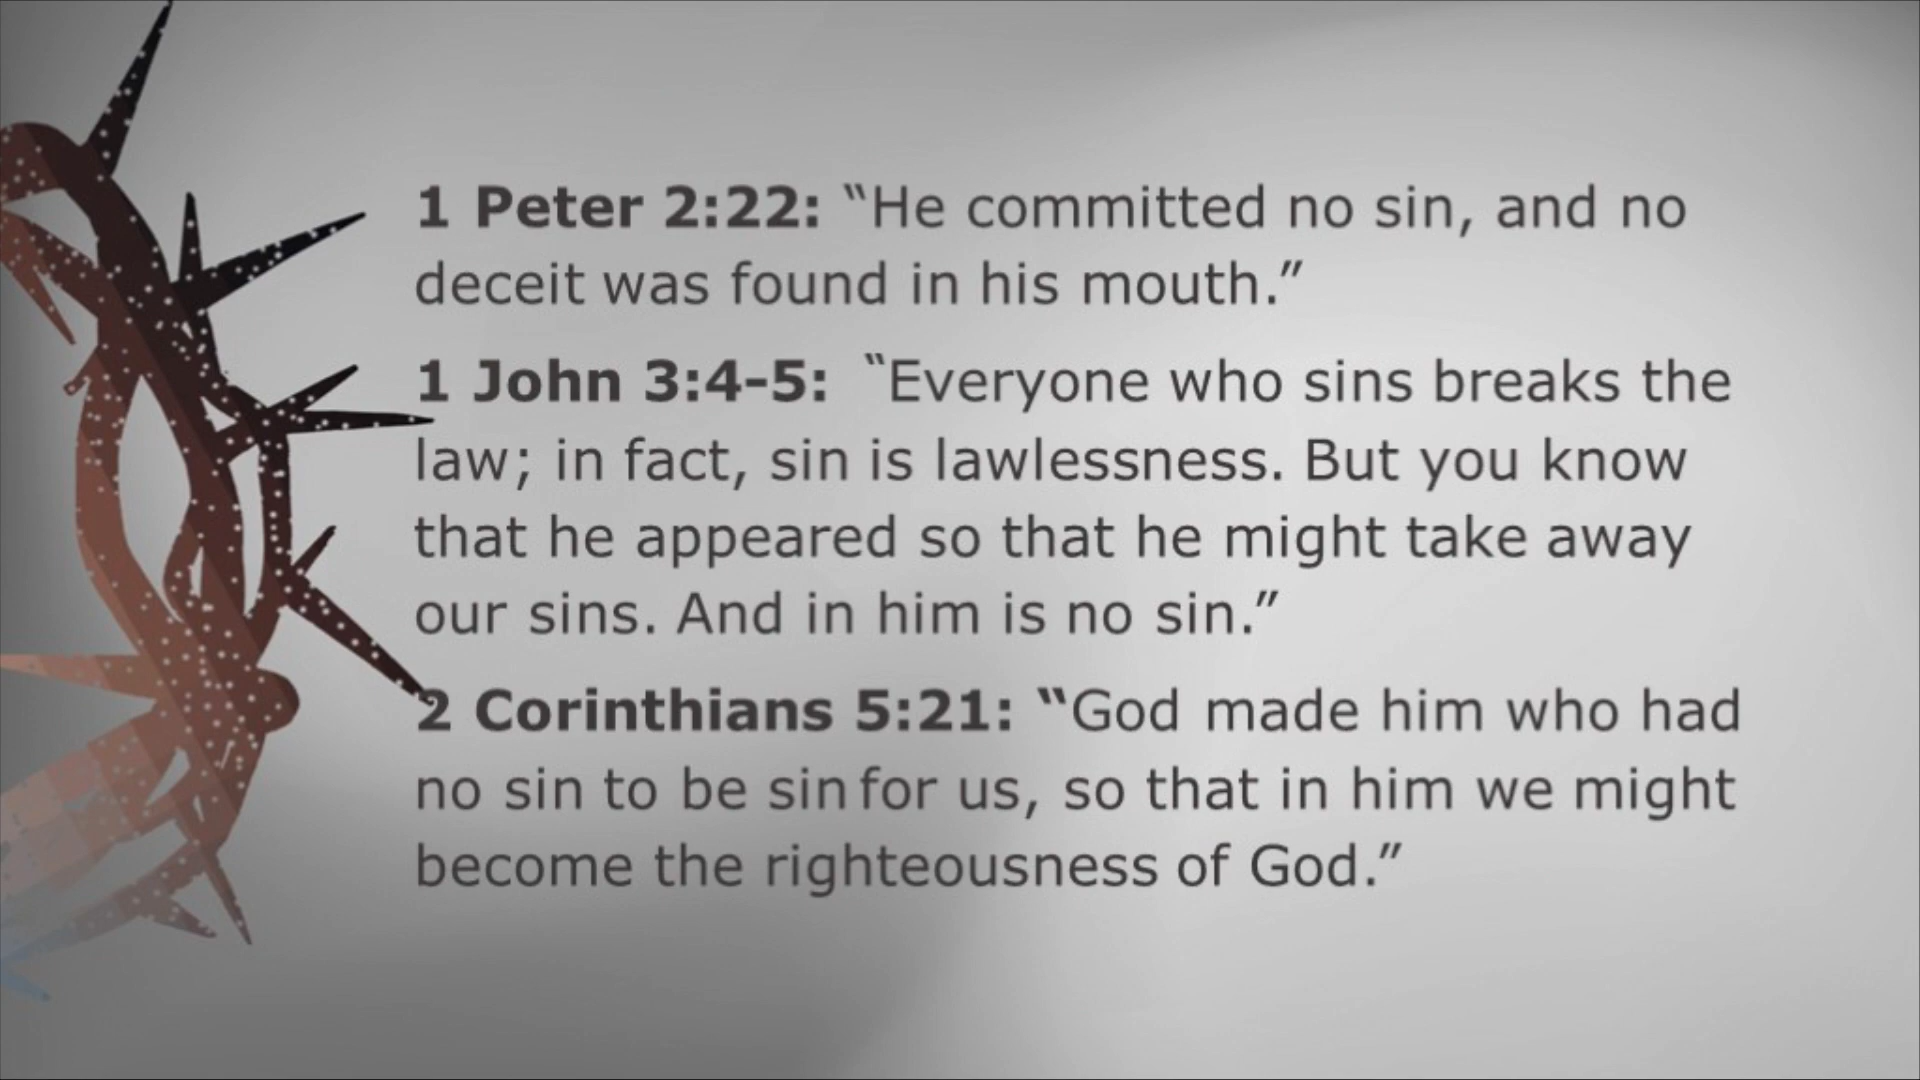 1 Peter 2:22: “He committed no sin, and no
deceit was found in his mouth.”
1 John 3:4-5: “Everyone who sins breaks the
law; in fact, sin is lawlessness. But you know
that he appeared so that he might take away
our sins. And in him is no sin.”
2 Corinthians 5:21: “God made him who had
no sin to be sin for us, so that in him we might
become the righteousness of God.”